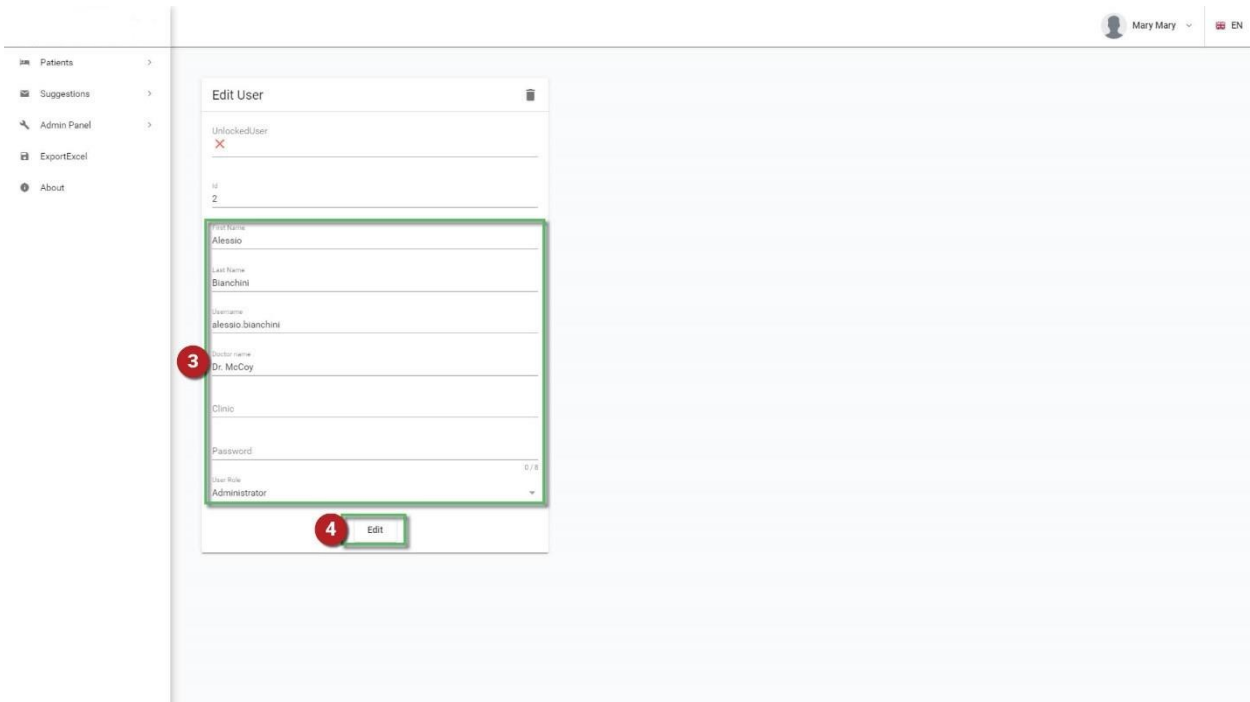 Mary Mary
EN
Patients
Suggestions
Admin Panel
ExportExcel
About
Edit User
UnlockedUser
Id
2
First Name
Alessio
Last Name
Bianchini
Username
alessio.bianchini
3
Doctor name
Dr. McCoy
Clinic
Password
0 / 8
User Role
Administrator
4
Edit